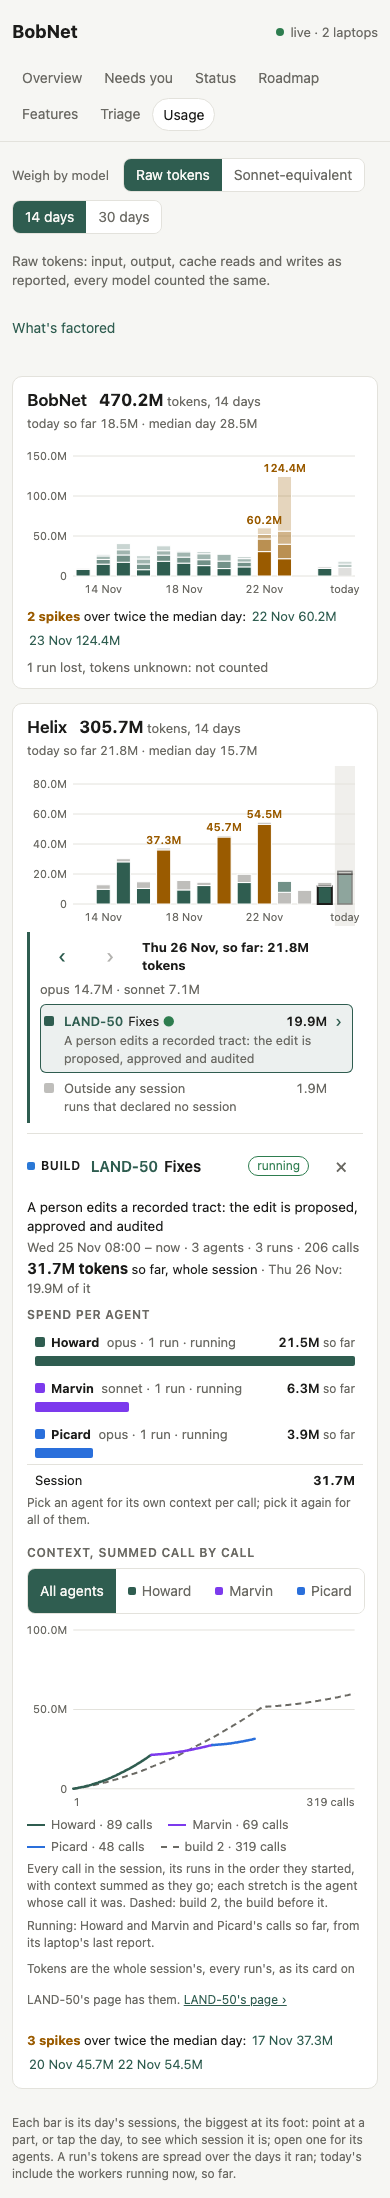 BobNet
live · 2 laptops
Overview Needs you Status Roadmap
Features Triage Usage
Weigh by model Raw tokens Sonnet-equivalent
14 days 30 days
Raw tokens: input, output, cache reads and writes as
reported, every model counted the same.
What's factored
BobNet 470.2M tokens, 14 days
today so far 18.5M · median day 28.5M
150.0M
124.4M
100.0M
60.2M
50.0M
0
14 Nov 18 Nov 22 Nov today
2 spikes over twice the median day: 22 Nov 60.2M
23 Nov 124.4M
1 run lost, tokens unknown: not counted
Helix 305.7M tokens, 14 days
today so far 21.8M · median day 15.7M
80.0M
60.0M
54.5M
45.7M
40.0M
37.3M
20.0M
0
14 Nov 18 Nov 22 Nov today
‹ › Thu 26 Nov, so far: 21.8M
tokens
opus 14.7M · sonnet 7.1M
LAND-50 Fixes 19.9M ›
A person edits a recorded tract: the edit is
proposed, approved and audited
Outside any session 1.9M
runs that declared no session
BUILD LAND-50 Fixes running ×
A person edits a recorded tract: the edit is proposed,
approved and audited
Wed 25 Nov 08:00 – now · 3 agents · 3 runs · 206 calls
31.7M tokens so far, whole session · Thu 26 Nov:
19.9M of it
SPEND PER AGENT
Howard opus · 1 run · running 21.5M so far
Marvin sonnet · 1 run · running 6.3M so far
Picard opus · 1 run · running 3.9M so far
Session 31.7M
Pick an agent for its own context per call; pick it again for
all of them.
CONTEXT, SUMMED CALL BY CALL
All agents Howard Marvin Picard
100.0M
50.0M
0
1 319 calls
Howard · 89 calls Marvin · 69 calls
Picard · 48 calls build 2 · 319 calls
Every call in the session, its runs in the order they started,
with context summed as they go; each stretch is the agent
whose call it was. Dashed: build 2, the build before it.
Running: Howard and Marvin and Picard's calls so far, from
its laptop's last report.
Tokens are the whole session's, every run's, as its card on
LAND-50's page has them. LAND-50's page ›
3 spikes over twice the median day: 17 Nov 37.3M
20 Nov 45.7M 22 Nov 54.5M
Each bar is its day's sessions, the biggest at its foot: point at a
part, or tap the day, to see which session it is; open one for its
agents. A run's tokens are spread over the days it ran; today's
include the workers running now, so far.